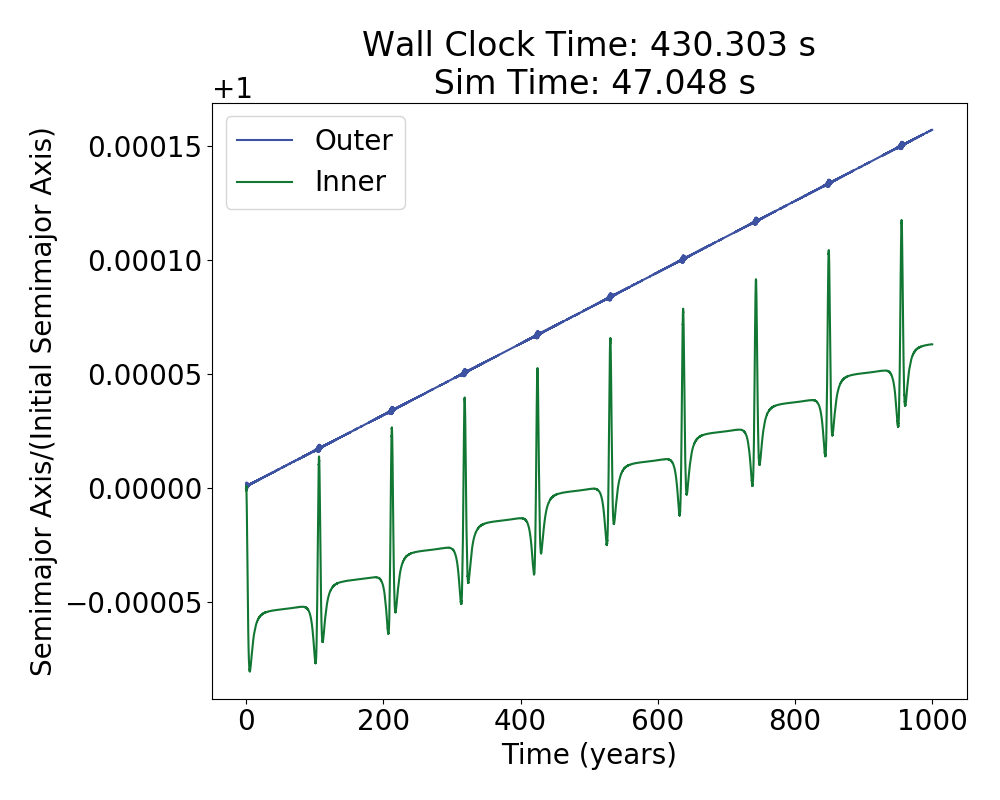 Wall Clock Time: 430.303 s
Sim Time: 47.048 s
+1
Outer
Inner
0.00015
0.00010
0.00005
0.00000
−0.00005
Semimajor Axis/(Initial Semimajor Axis)
0 200 400 600 800 1000
Time (years)